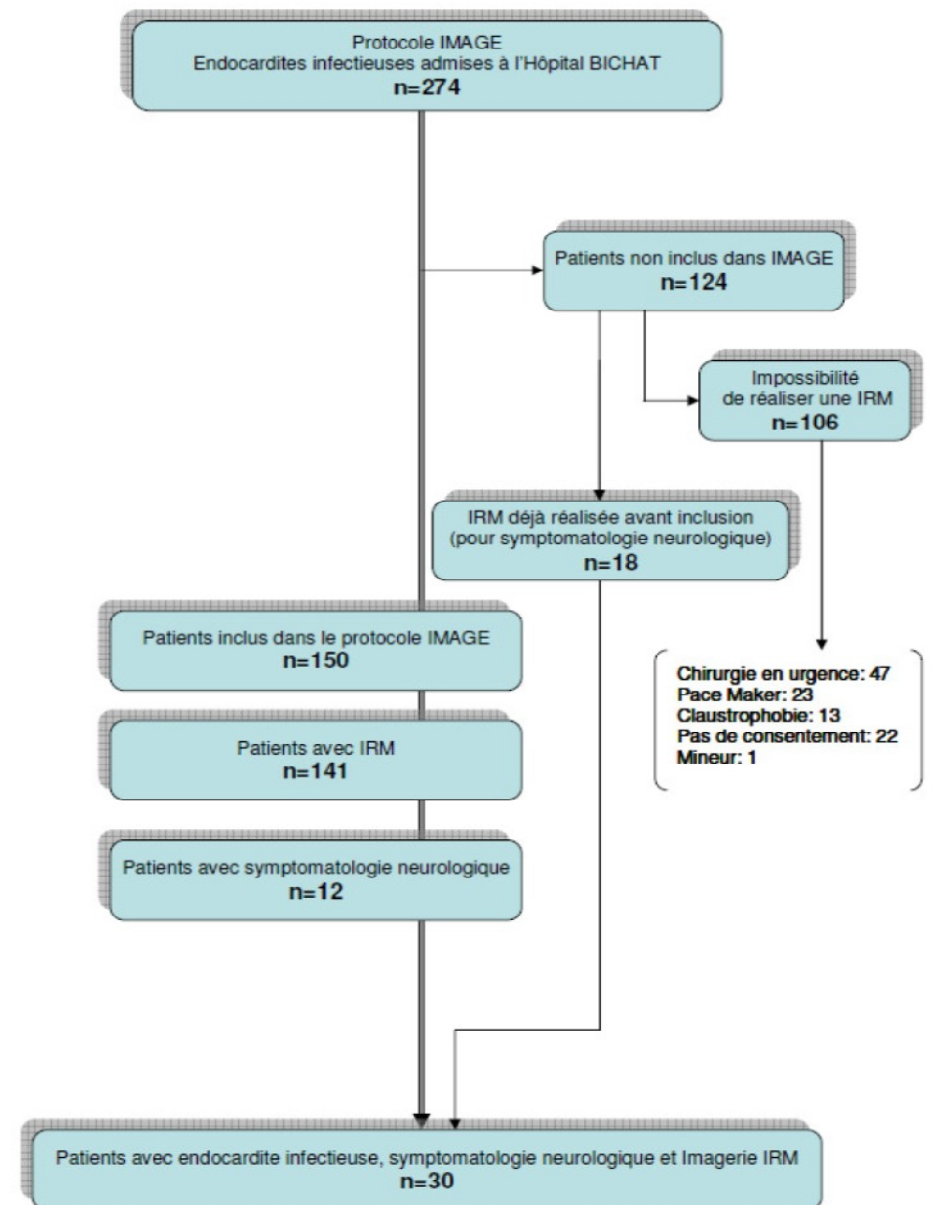 Protocole IMAGE
Endocardites infectieuses admises à l'Hôpital BICHAT
n=274
Patients non inclus dans IMAGE
n=124
Impossibilité
de réaliser une IRM
n=106
IRM déjà réalisée avant inclusion
(pour symptomatologie neurologique)
n=18
Patients inclus dans le protocole IMAGE
n=150
Chirurgie en urgence: 47
Pace Maker: 23
Claustrophobie: 13
Pas de consentement: 22
Mineur: 1
Patients avec IRM
n=141
Patients avec symptomatologie neurologique
n=12
Patients avec endocardite infectieuse, symptomatologie neurologique et Imagerie IRM
n=30